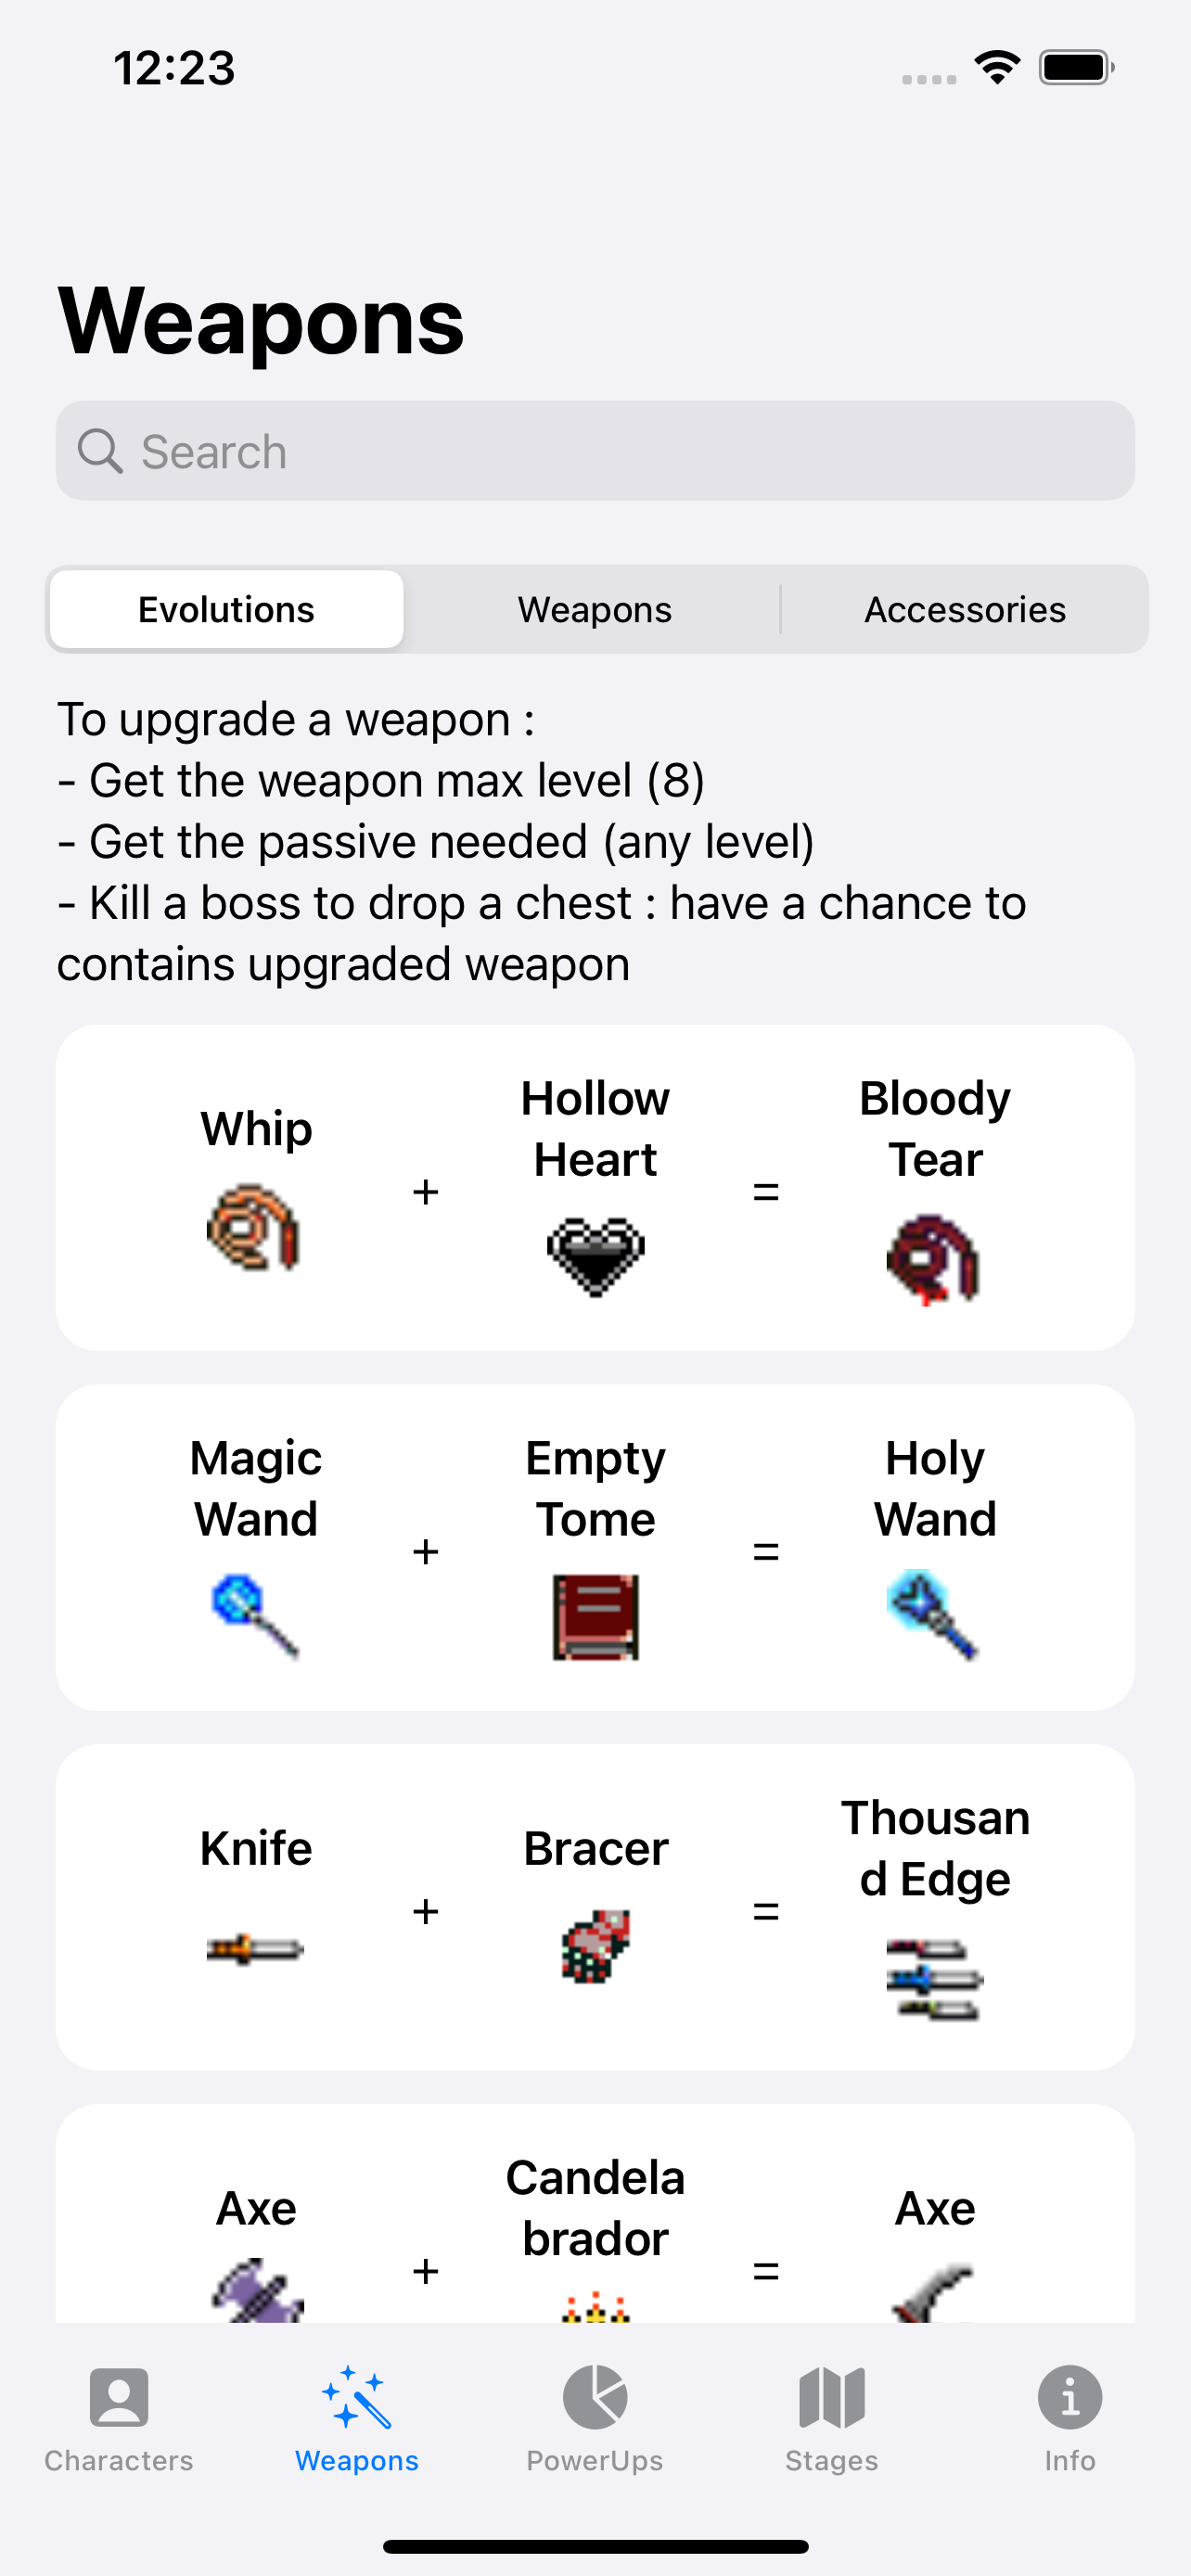 12:23
Weapons
Search
Evolutions
Weapons
Accessories
To upgrade a weapon :
- Get the weapon max level (8)
- Get the passive needed (any level)
- Kill a boss to drop a chest : have a chance to
contains upgraded weapon
Whip
+
Hollow
Heart
=
Bloody
Tear
Magic
Wand
+
Empty
Tome
=
Holy
Wand
Knife
+
Bracer
=
Thousan
d Edge
Axe
+
Candela
brador
=
Axe
Characters
Weapons
PowerUps
Stages
Info